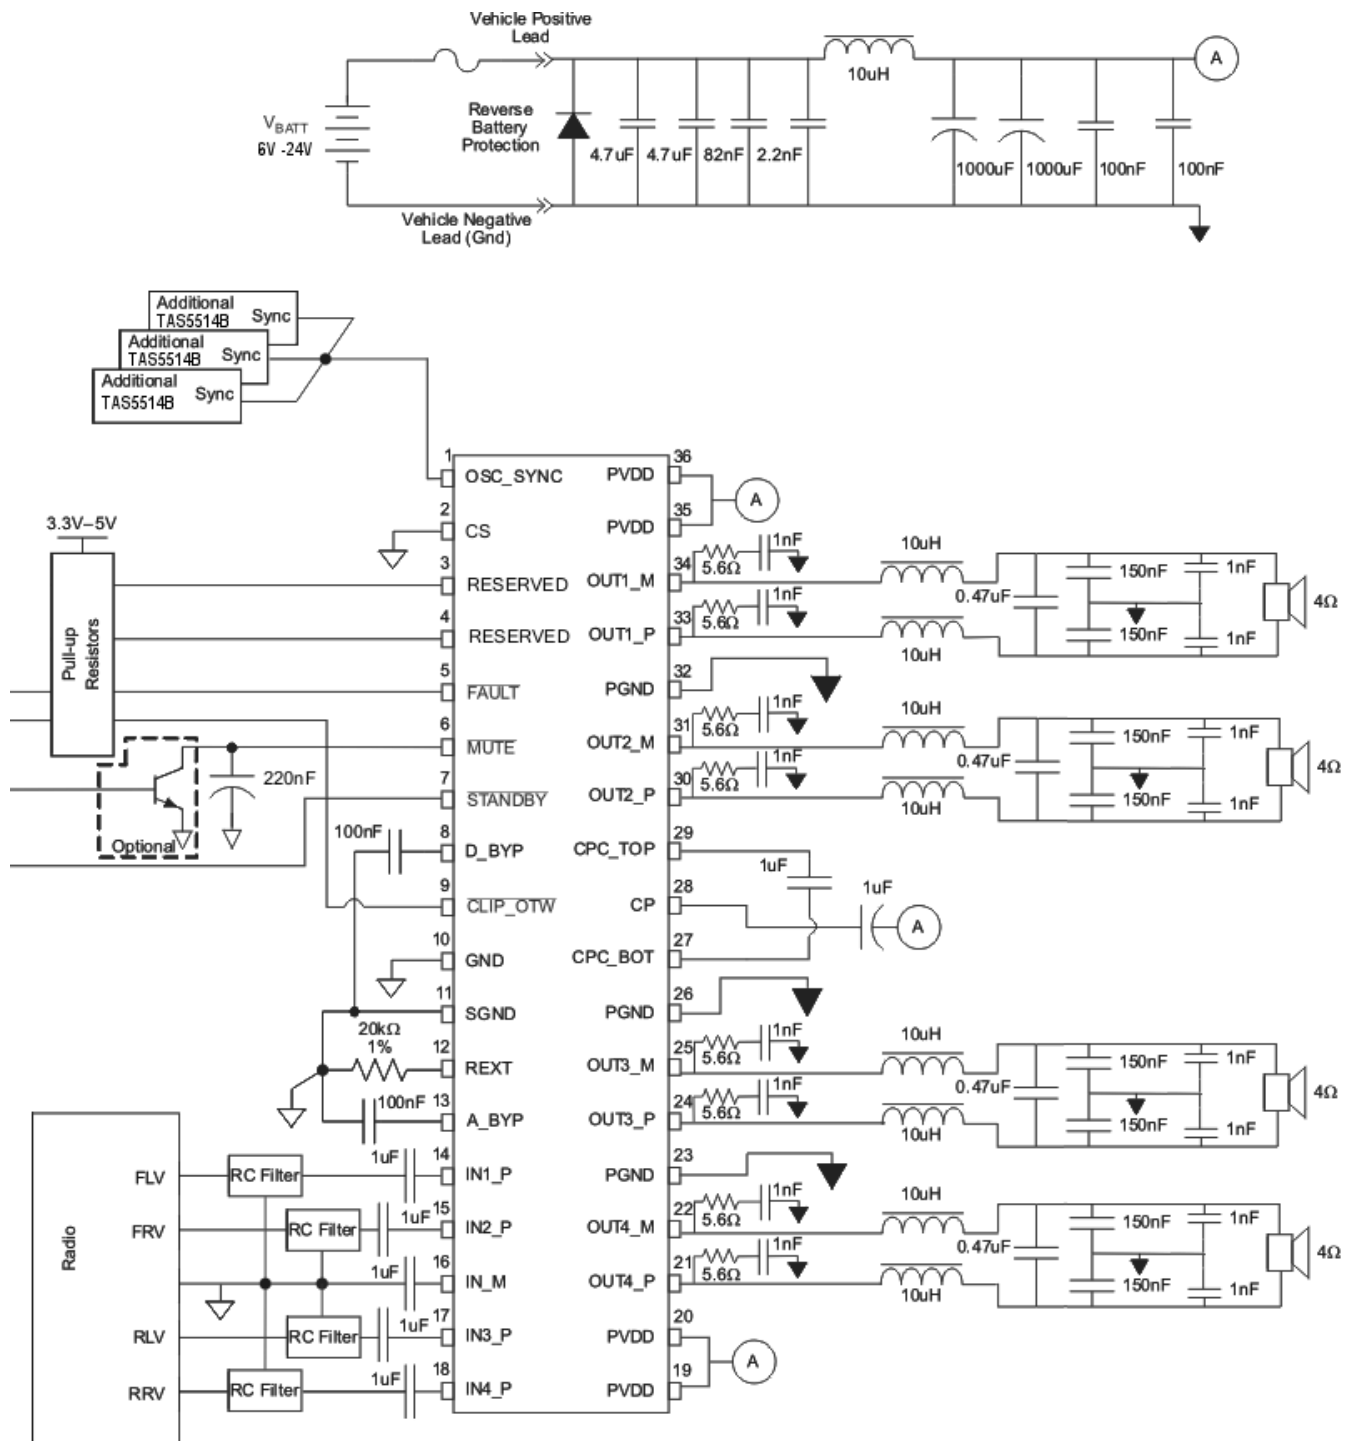 Vehicle Positive
Lead
10uH
A
VBATT
6V -24V
Reverse
Battery
Protection
4.7uF
4.7uF
82nF
2.2nF
1000uF
1000uF
100nF
100nF
Vehicle Negative
Lead (Gnd)
Additional
TAS5514B
Sync
Additional
TAS5514B
Sync
Additional
TAS5514B
Sync
3.3V–5V
Pull-up
Resistors
220nF
Optional
100nF
20kΩ
1%
100nF
Radio
FLV
FRV
RLV
RRV
RC Filter
RC Filter
RC Filter
RC Filter
1uF
1uF
1uF
1uF
1uF
1
OSC_SYNC
2
CS
3
RESERVED
4
RESERVED
5
FAULT
6
MUTE
7
STANDBY
8
D_BYP
9
CLIP_OTW
10
GND
11
SGND
12
REXT
13
A_BYP
14
IN1_P
15
IN2_P
16
IN_M
17
IN3_P
18
IN4_P
36
PVDD
35
PVDD
A
34
OUT1_M
33
OUT1_P
32
PGND
31
OUT2_M
30
OUT2_P
29
CPC_TOP
28
CP
27
CPC_BOT
26
PGND
25
OUT3_M
24
OUT3_P
23
PGND
22
OUT4_M
21
OUT4_P
20
PVDD
19
PVDD
A
1nF
5.6Ω
1nF
5.6Ω
10uH
10uH
0.47uF
150nF
150nF
1nF
1nF
4Ω
1nF
5.6Ω
1nF
5.6Ω
10uH
10uH
0.47uF
150nF
150nF
1nF
1nF
4Ω
1uF
1uF
A
1nF
5.6Ω
1nF
5.6Ω
10uH
10uH
0.47uF
150nF
150nF
1nF
1nF
4Ω
1nF
5.6Ω
1nF
5.6Ω
10uH
10uH
0.47uF
150nF
150nF
1nF
1nF
4Ω